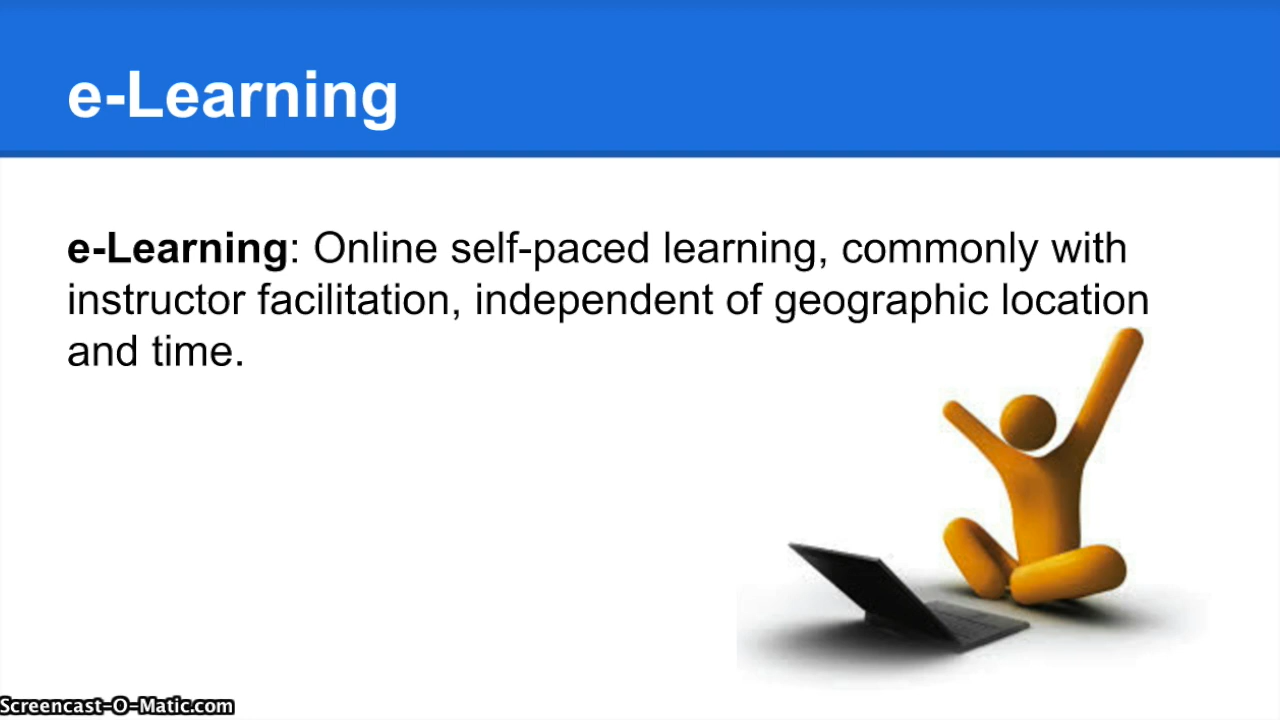 e-Learning
e-Learning: Online self-paced learning, commonly with
instructor facilitation, independent of geographic location
and time.
Screencast-O-Matic.com